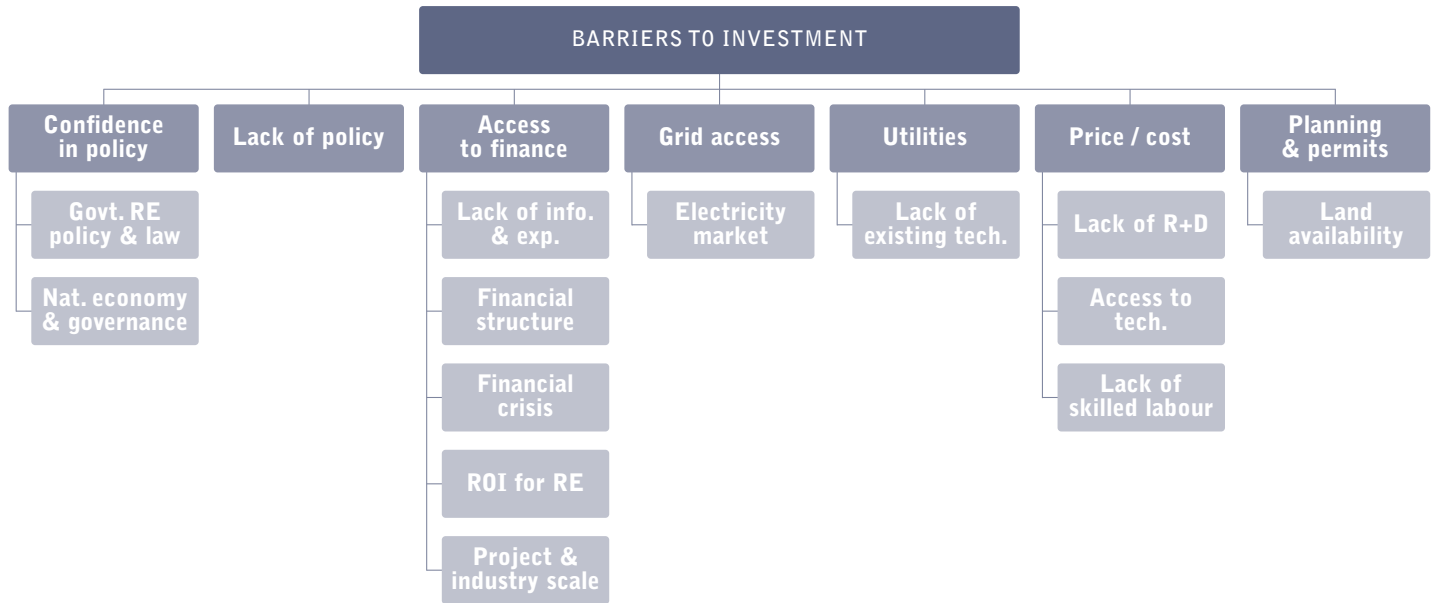 BARRIERS TO INVESTMENT
Confidence
in policy
Govt. RE
policy & law
Nat. economy
& governance
Lack of policy
Access
to finance
Lack of info.
& exp.
Financial
structure
Financial
crisis
ROI for RE
Project &
industry scale
Grid access
Electricity
market
Utilities
Lack of
existing tech.
Price / cost
Lack of R+D
Access to
tech.
Lack of
skilled labour
Planning
& permits
Land
availability